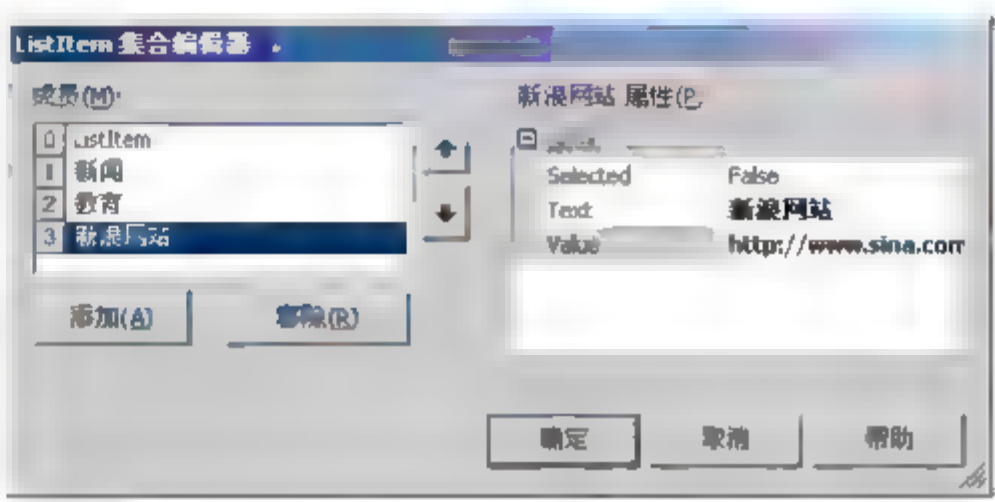 ListItem 集合编辑器
成员(M):
0 ListItem
1 新闻
2 教育
3 新浪网站
添加(A)
移除(R)
新浪网站 属性(P
Selected False
Text 新浪网站
Value http://www.sina.com
确定
取消
帮助